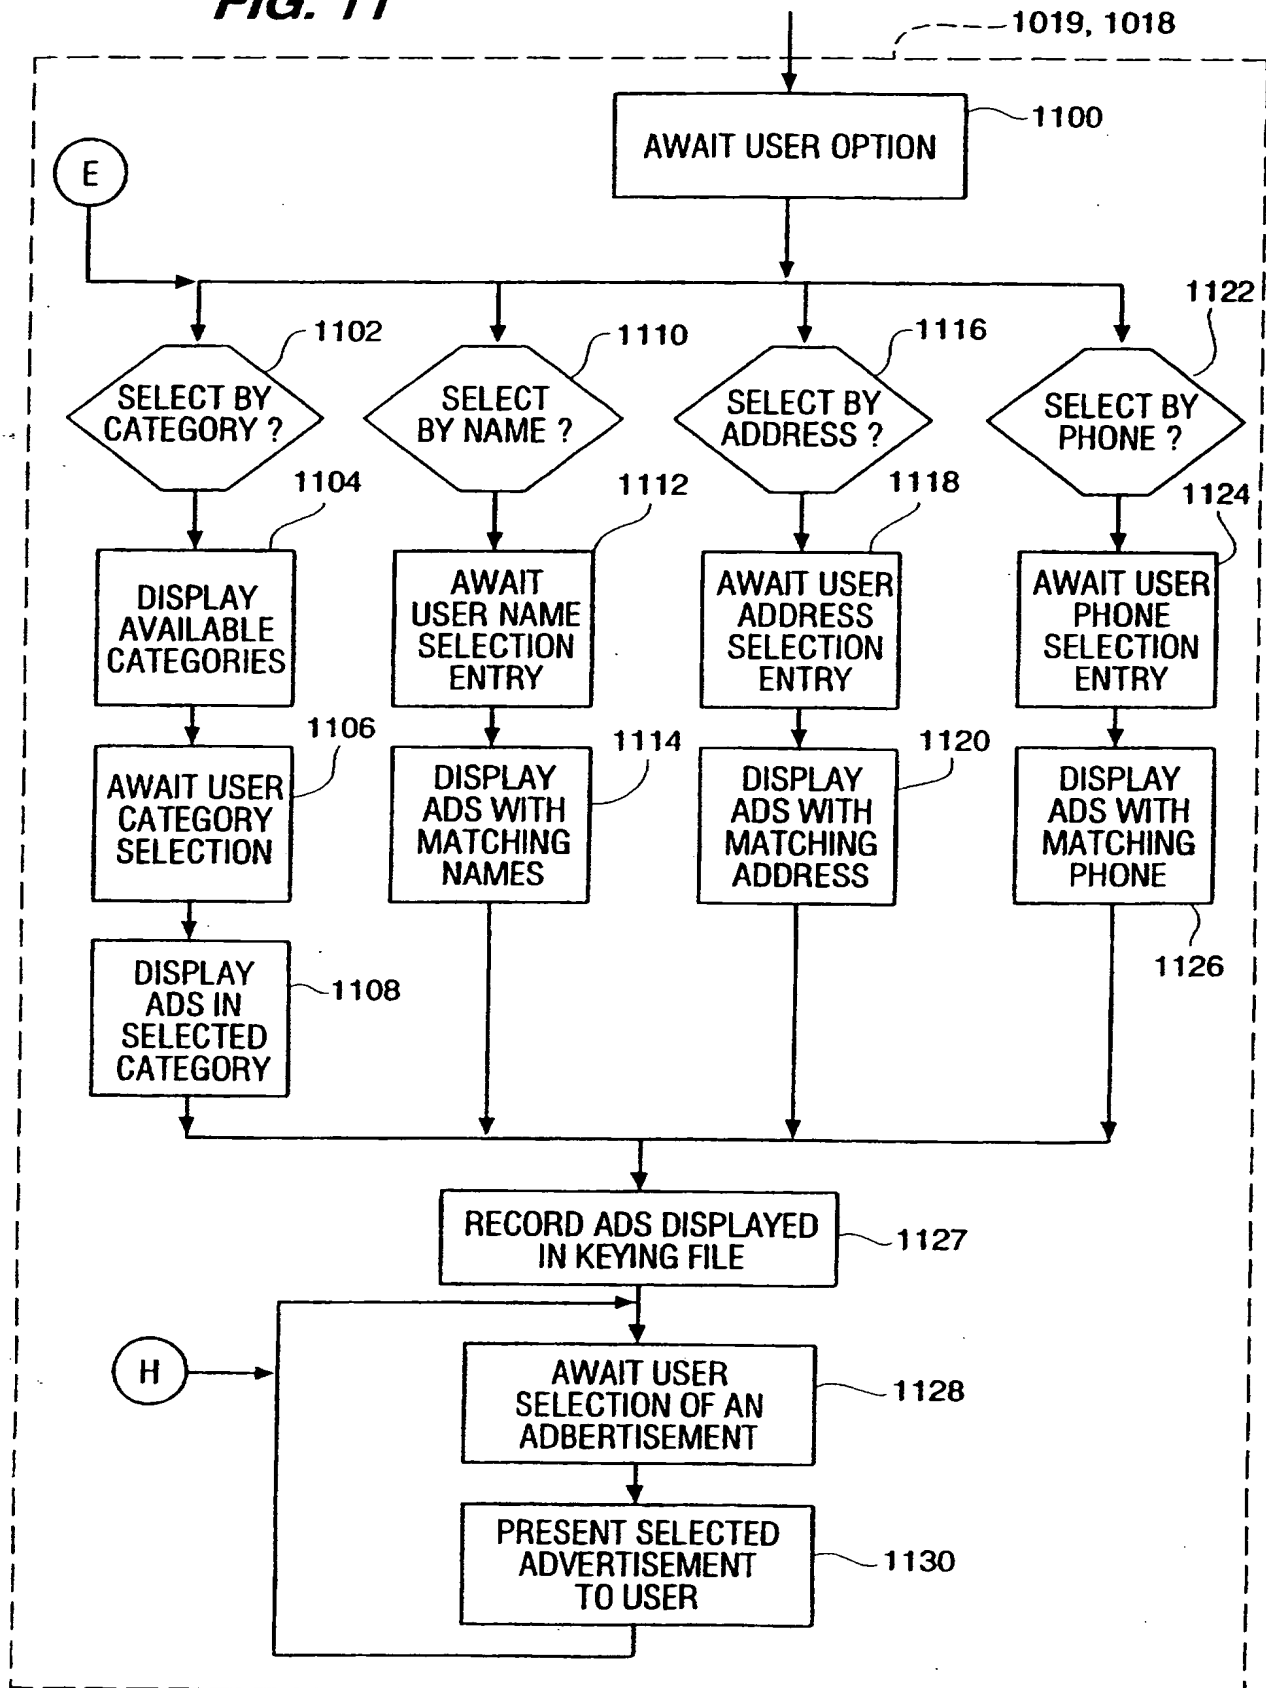 FIG. 11
1019, 1018
1100
AWAIT USER OPTION
E
1102
1110
1116
1122
SELECT BY
CATEGORY ?
SELECT
BY NAME ?
SELECT BY
ADDRESS ?
SELECT BY
PHONE ?
1104
1112
1118
1124
DISPLAY
AVAILABLE
CATEGORIES
AWAIT
USER NAME
SELECTION
ENTRY
AWAIT USER
ADDRESS
SELECTION
ENTRY
AWAIT USER
PHONE
SELECTION
ENTRY
1106
1114
1120
AWAIT USER
CATEGORY
SELECTION
DISPLAY
ADS WITH
MATCHING
NAMES
DISPLAY
ADS WITH
MATCHING
ADDRESS
DISPLAY
ADS WITH
MATCHING
PHONE
1126
DISPLAY
ADS IN
SELECTED
CATEGORY
1108
RECORD ADS DISPLAYED
IN KEYING FILE
1127
H
AWAIT USER
SELECTION OF AN
ADBERTISEMENT
1128
PRESENT SELECTED
ADVERTISEMENT
TO USER
1130